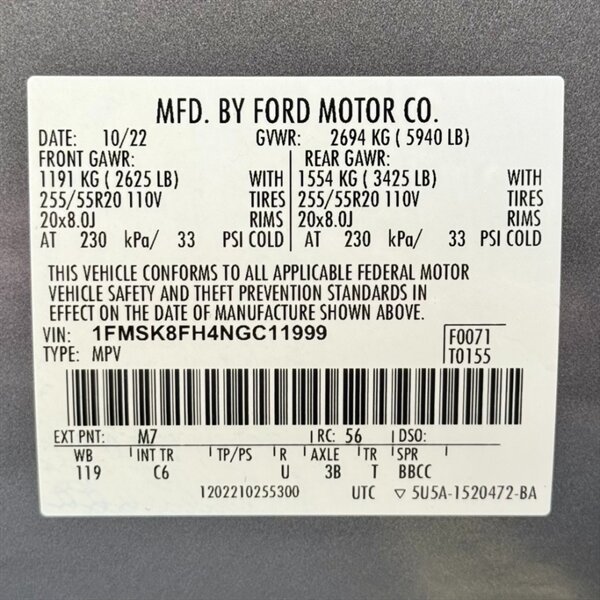 MFD. BY FORD MOTOR CO.
DATE: 10/22 GVWR: 2694 KG ( 5940 LB)
FRONT GAWR: REAR GAWR:
1191 KG ( 2625 LB) WITH 1554 KG ( 3425 LB) WITH
255/55R20 110V TIRES 255/55R20 110V TIRES
20x8.0J RIMS 20x8.0J RIMS
AT 230 kPa/ 33 PSI COLD AT 230 kPa/ 33 PSI COLD
THIS VEHICLE CONFORMS TO ALL APPLICABLE FEDERAL MOTOR
VEHICLE SAFETY AND THEFT PREVENTION STANDARDS IN
EFFECT ON THE DATE OF MANUFACTURE SHOWN ABOVE.
VIN: 1FMSK8FH4NGC11999 F0071
TYPE: MPV T0155
EXT PNT: M7 RC: 56 DSO:
WB INT TR TP/PS R AXLE TR SPR
119 C6 U 3B T BBCC
1202210255300 UTC ▽ 5U5A-1520472-BA